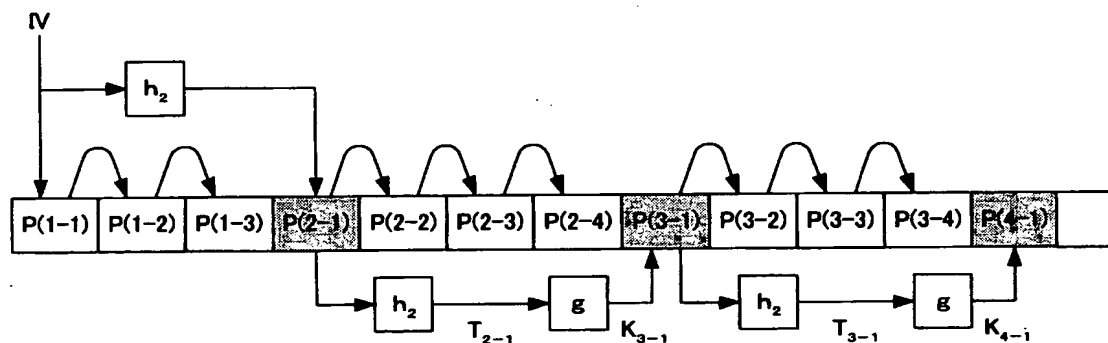 IV
h₂
P(1-1) P(1-2) P(1-3) P(2-1) P(2-2) P(2-3) P(2-4) P(3-1) P(3-2) P(3-3) P(3-4) P(4-1)
h₂ g h₂ g
T₂₋₁ K₃₋₁ T₃₋₁ K₄₋₁